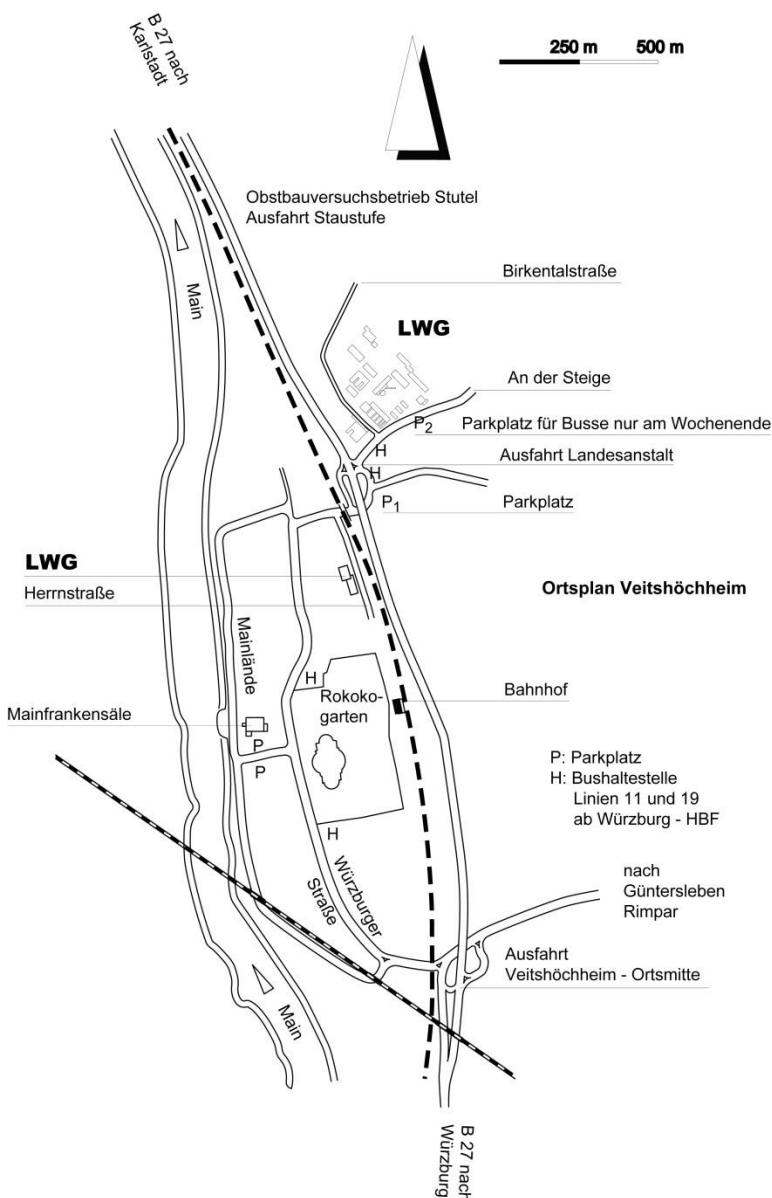 B 27 nach
Karlstadt
250 m 500 m
Obstbauversuchsbetrieb Stutel
Ausfahrt Staustufe
Main
Birkentalstraße
LWG
An der Steige
P2 Parkplatz für Busse nur am Wochenende
H
Ausfahrt Landesanstalt
H
P1 Parkplatz
LWG
Herrnstraße
Ortsplan Veitshöchheim
Mainlände
H
Rokoko-
garten
Bahnhof
Mainfrankensäle
P
P
P: Parkplatz
H: Bushaltestelle
Linien 11 und 19
ab Würzburg - HBF
H
Würzburger
Straße
nach
Güntersleben
Rimpar
Ausfahrt
Veitshöchheim - Ortsmitte
Main
B 27 nach
Würzburg